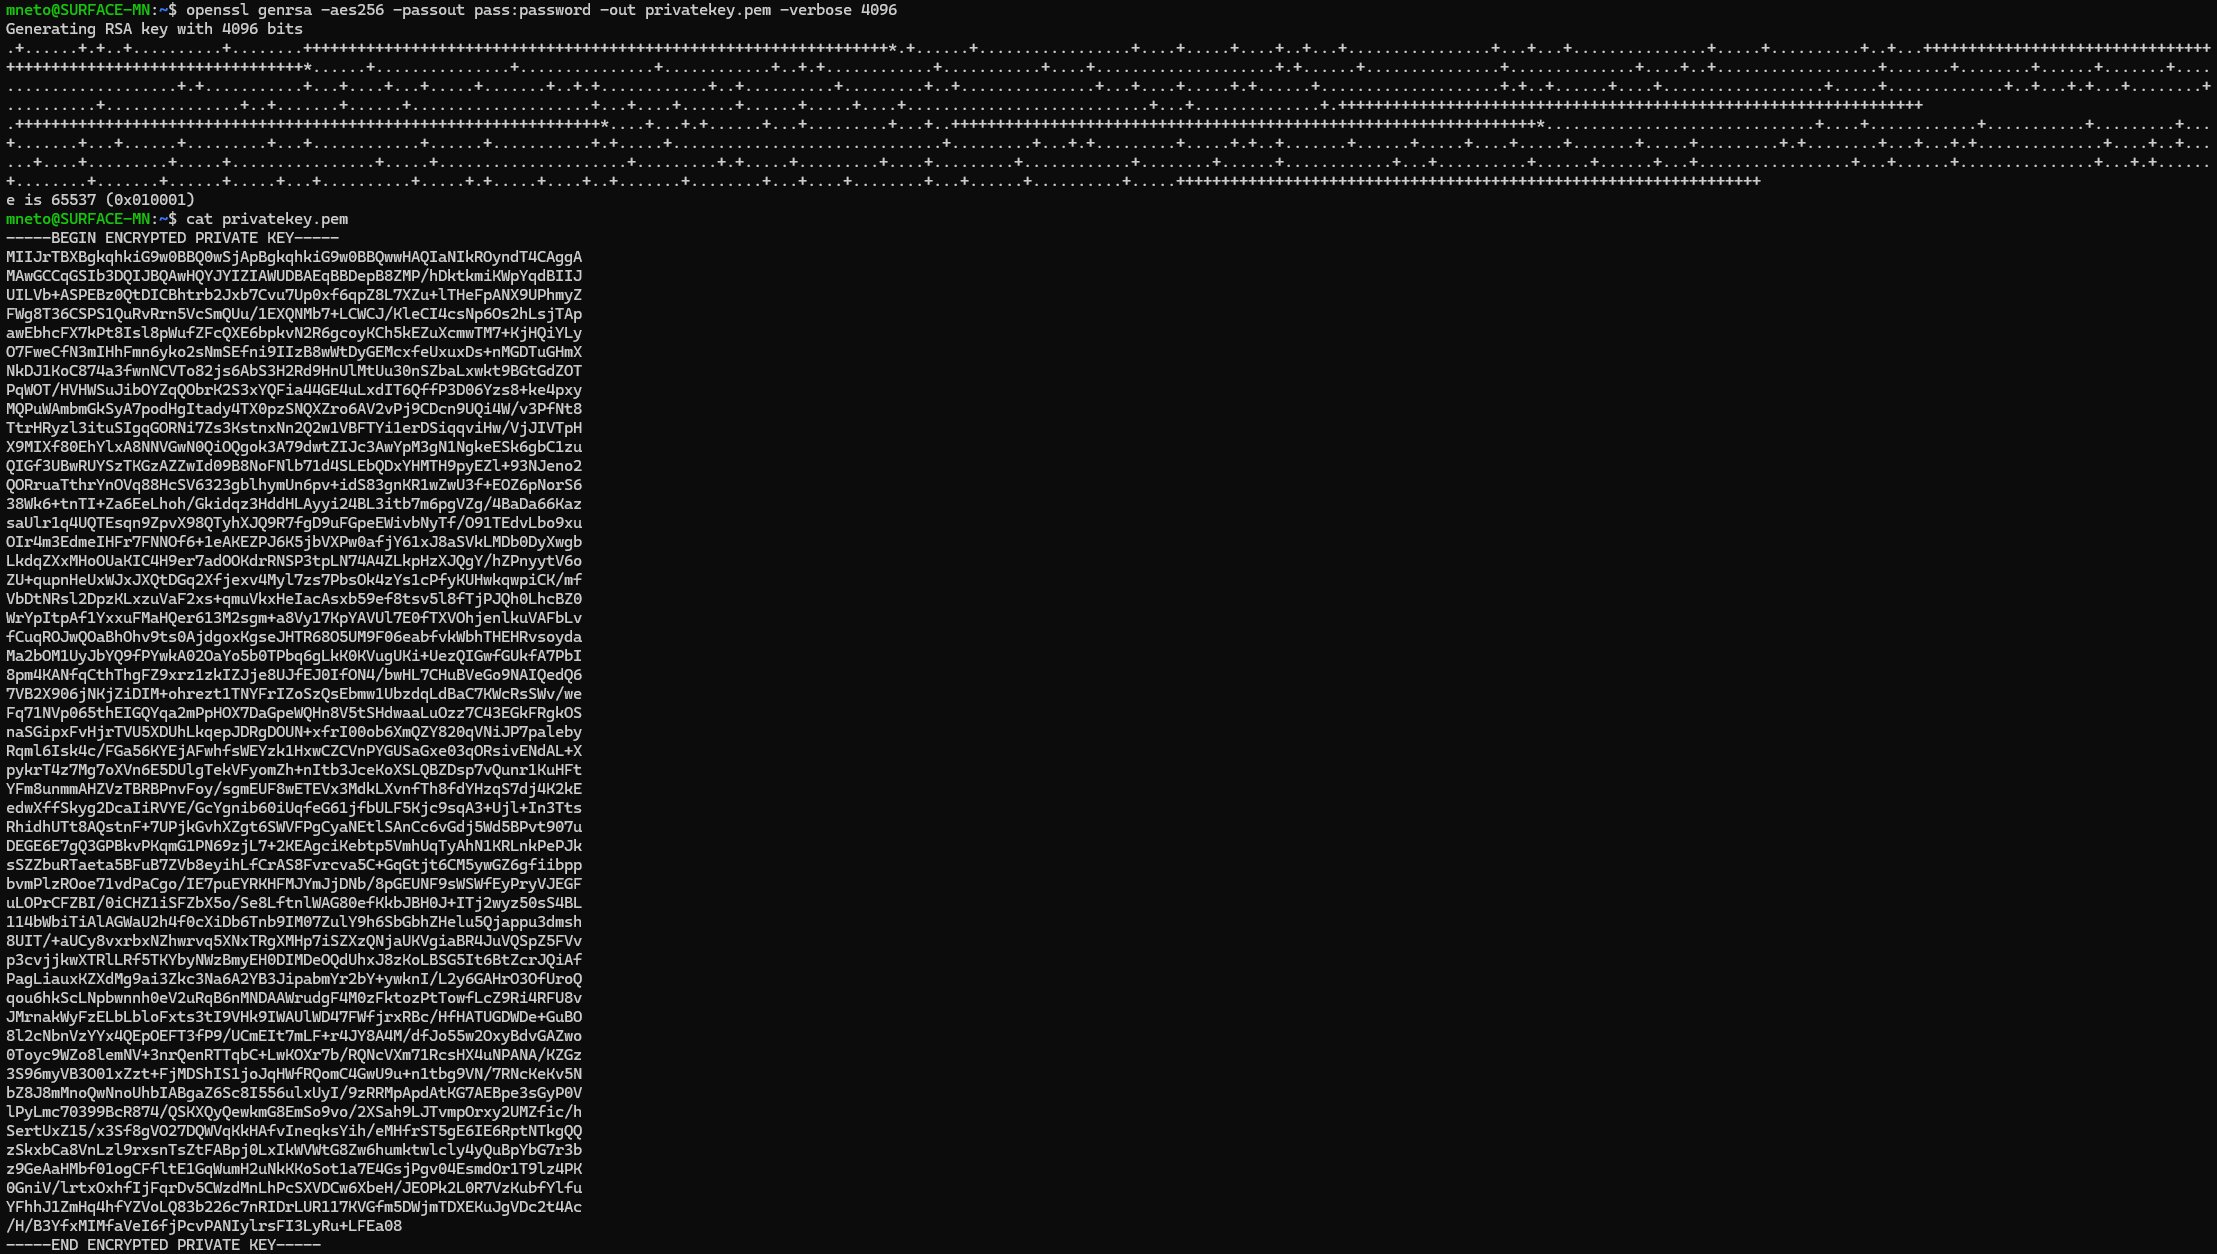 mneto@SURFACE-MN:~$ openssl genrsa -aes256 -passout pass:password -out privatekey.pem -verbose 4096
Generating RSA key with 4096 bits
e is 65537 (0x010001)
mneto@SURFACE-MN:~$ cat privatekey.pem
-----BEGIN ENCRYPTED PRIVATE KEY-----
MIIJrTBXBgkqhkiG9w0BBQ0wSjApBgkqhkiG9w0BBQwwHAQIaNIkROyndT4CAggA
MAwGCCqGSIb3DQIJBQAwHQYJYIZIAWUDBAEqBBDepB8ZMP/hDktkmiKWpYqdBIIJ
UILVb+ASPEBz0QtDICBhtrb2Jxb7Cvu7Up0xf6qpZ8L7XZu+lTHeFpANX9UPhmyZ
FWg8T36CSPS1QuRvRrn5VcSmQUu/1EXQNMb7+LCWCJ/KleCI4csNp6Os2hLsjTAp
awEbhcFX7kPt8Isl8pWufZFcQXE6bpkvN2R6gcoyKCh5kEZuXcmwTM7+KjHQiYLy
O7FweCfN3mIHhFmn6yko2sNmSEfni9IIzB8wWtDyGEMcxfeUxuxDs+nMGDTuGHmX
NkDJ1KoC874a3fwnNCVTo82js6AbS3H2Rd9HnUlMtUu30nSZbaLxwkt9BGtGdZOT
PqWOT/HVHWSuJibOYZqQObrK2S3xYQFia44GE4uLxdIT6QffP3D06Yzs8+ke4pxy
MQPuWAmbmGkSyA7podHgItady4TX0pzSNQXZro6AV2vPj9CDcn9UQi4W/v3PfNt8
TtrHRyzl3ituSIgqGORNi7Zs3KstnxNn2Q2w1VBFTYi1erDSiqqviHw/VjJIVTpH
X9MIXf80EhYlxA8NNVGwN0QiOQgok3A79dwtZIJc3AwYpM3gN1NgkeESk6gbC1zu
QIGf3UBwRUYSzTKGzAZZwId09B8NoFNlb71d4SLEbQDxYHMTH9pyEZl+93NJeno2
QORruaTthrYnOVq88HcSV6323gblhymUn6pv+idS83gnKR1wZwU3f+EOZ6pNorS6
38Wk6+tnTI+Za6EeLhoh/Gkidqz3HddHLAyyi24BL3itb7m6pgVZg/4BaDa66Kaz
saUlr1q4UQTEsqn9ZpvX98QTyhXJQ9R7fgD9uFGpeEWivbNyTf/O91TEdvLbo9xu
OIr4m3EdmeIHFr7FNNOf6+1eAKEZPJ6K5jbVXPw0afjY61xJ8aSVkLMDb0DyXwgb
LkdqZXxMHoOUaKIC4H9er7adOOKdrRNSP3tpLN74A4ZLkpHzXJQgY/hZPnyytV6o
ZU+qupnHeUxWJxJXQtDGq2Xfjexv4Myl7zs7PbsOk4zYs1cPfyKUHwkqwpiCK/mf
VbDtNRsl2DpzKLxzuVaF2xs+qmuVkxHeIacAsxb59ef8tsv5l8fTjPJQh0LhcBZ0
WrYpItpAf1YxxuFMaHQer613M2sgm+a8Vy17KpYAVUl7E0fTXVOhjenlkuVAFbLv
fCuqROJwQOaBhOhv9ts0AjdgoxKgseJHTR68O5UM9F06eabfvkWbhTHEHRvsoyda
Ma2bOM1UyJbYQ9fPYwkA02OaYo5b0TPbq6gLkK0KVugUKi+UezQIGwfGUkfA7PbI
8pm4KANfqCthThgFZ9xrz1zkIZJje8UJfEJ0IfON4/bwHL7CHuBVeGo9NAIQedQ6
7VB2X906jNKjZiDIM+ohrezt1TNYFrIZoSzQsEbmw1UbzdqLdBaC7KWcRsSWv/we
Fq71NVp065thEIGQYqa2mPpHOX7DaGpeWQHn8V5tSHdwaaLuOzz7C43EGkFRgkOS
naSGipxFvHjrTVU5XDUhLkqepJDRgDOUN+xfrI00ob6XmQZY820qVNiJP7paleby
Rqml6Isk4c/FGa56KYEjAFwhfsWEYzk1HxwCZCVnPYGUSaGxe03qORsivENdAL+X
pykrT4z7Mg7oXVn6E5DUlgTekVFyomZh+nItb3JceKoXSLQBZDsp7vQunr1KuHFt
YFm8unmmAHZVzTBRBPnvFoy/sgmEUF8wETEVx3MdkLXvnfTh8fdYHzqS7dj4K2kE
edwXffSkyg2DcaIiRVYE/GcYgnib60iUqfeG61jfbULF5Kjc9sqA3+Ujl+In3Tts
RhidhUTt8AQstnF+7UPjkGvhXZgt6SWVFPgCyaNEtlSAnCc6vGdj5Wd5BPvt907u
DEGE6E7gQ3GPBkvPKqmG1PN69zjL7+2KEAgciKebtp5VmhUqTyAhN1KRLnkPePJk
sSZZbuRTaeta5BFuB7ZVb8eyihLfCrAS8Fvrcva5C+GqGtjt6CM5ywGZ6gfiibpp
bvmPlzROoe71vdPaCgo/IE7puEYRKHFMJYmJjDNb/8pGEUNF9sWSWfEyPryVJEGF
uLOPrCFZBI/0iCHZ1iSFZbX5o/Se8LftnlWAG80efKkbJBH0J+ITj2wyz50sS4BL
114bWbiTiAlAGWaU2h4f0cXiDb6Tnb9IM07ZulY9h6SbGbhZHelu5Qjappu3dmsh
8UIT/+aUCy8vxrbxNZhwrvq5XNxTRgXMHp7iSZXzQNjaUKVgiaBR4JuVQSpZ5FVv
p3cvjjkwXTRlLRf5TKYbyNWzBmyEH0DIMDeOQdUhxJ8zKoLBSG5It6BtZcrJQiAf
PagLiauxKZXdMg9ai3Zkc3Na6A2YB3JipabmYr2bY+ywknI/L2y6GAHrO3OfUroQ
qou6hkScLNpbwnnh0eV2uRqB6nMNDAAWrudgF4M0zFktozPtTowfLcZ9Ri4RFU8v
JMrnakWyFzELbLbloFxts3tI9VHk9IWAUlWD47FWfjrxRBc/HfHATUGDWDe+GuBO
8l2cNbnVzYYx4QEpOEFT3fP9/UCmEIt7mLF+r4JY8A4M/dfJo55w2OxyBdvGAZwo
0Toyc9WZo8lemNV+3nrQenRTTqbC+LwKOXr7b/RQNcVXm71RcsHX4uNPANA/KZGz
3S96myVB3O01xZzt+FjMDShIS1joJqHWfRQomC4GwU9u+n1tbg9VN/7RNcKeKv5N
bZ8J8mMnoQwNnoUhbIABgaZ6Sc8I556ulxUyI/9zRRMpApdAtKG7AEBpe3sGyP0V
lPyLmc70399BcR874/QSKXQyQewkmG8EmSo9vo/2XSah9LJTvmpOrxy2UMZfic/h
SertUxZ15/x3Sf8gVO27DQWVqKkHAfvIneqksYih/eMHfrST5gE6IE6RptNTkgQQ
zSkxbCa8VnLzl9rxsnTsZtFABpj0LxIkWVWtG8Zw6humktwlcly4yQuBpYbG7r3b
z9GeAaHMbf01ogCFfltE1GqWumH2uNkKKoSot1a7E4GsjPgv04EsmdOr1T9lz4PK
0GniV/lrtxOxhfIjFqrDv5CWzdMnLhPcSXVDCw6XbeH/JEOPk2L0R7VzKubfYlfu
YFhhJ1ZmHq4hfYZVoLQ83b226c7nRIDrLUR117KVGfm5DWjmTDXEKuJgVDc2t4Ac
/H/B3YfxMIMfaVeI6fjPcvPANIylrsFI3LyRu+LFEa08
-----END ENCRYPTED PRIVATE KEY-----